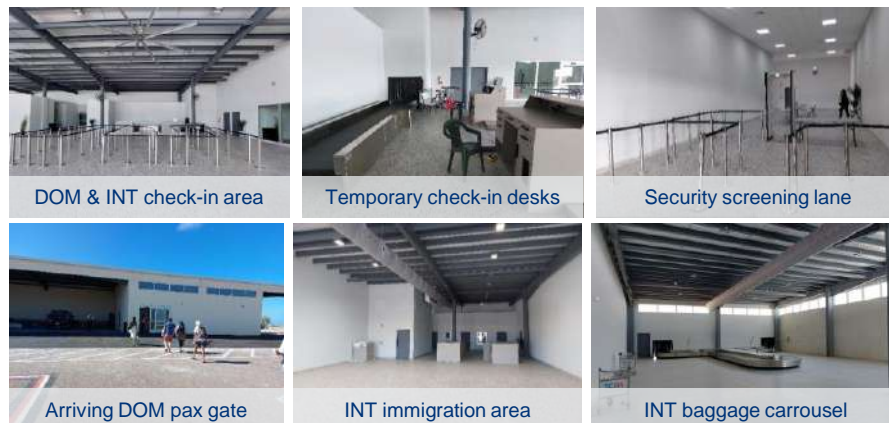 DOM & INT check-in area
Temporary check-in desks
Security screening lane
Arriving DOM pax gate
INT immigration area
INT baggage carrousel